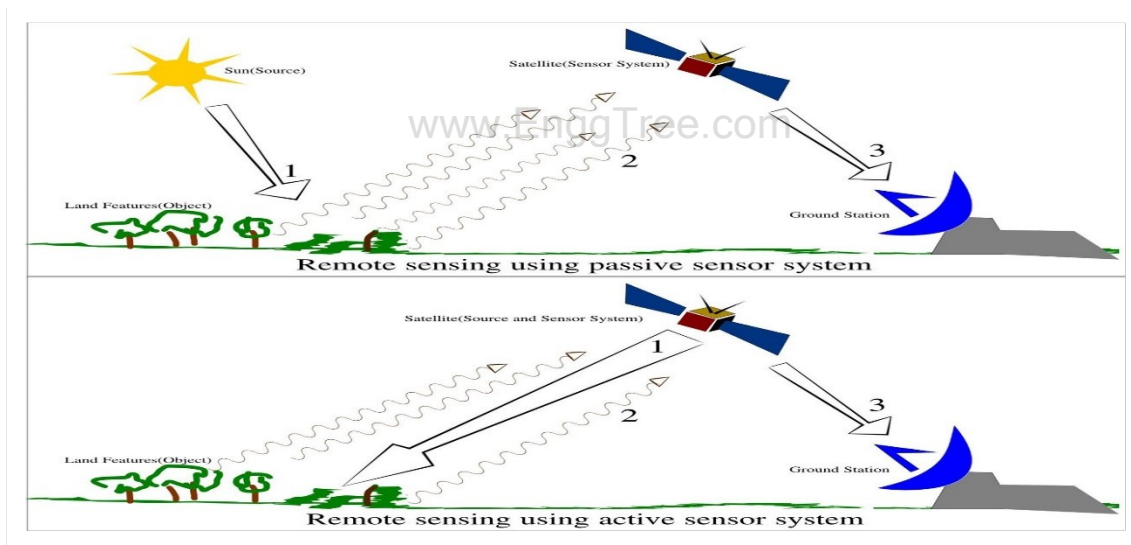 Sun(Source)
Satellite(Sensor System)
www.EnggTree.com
1
2
3
Land Features(Object)
Ground Station
Remote sensing using passive sensor system
Satellite(Source and Sensor System)
1
2
3
Land Features(Object)
Ground Station
Remote sensing using active sensor system